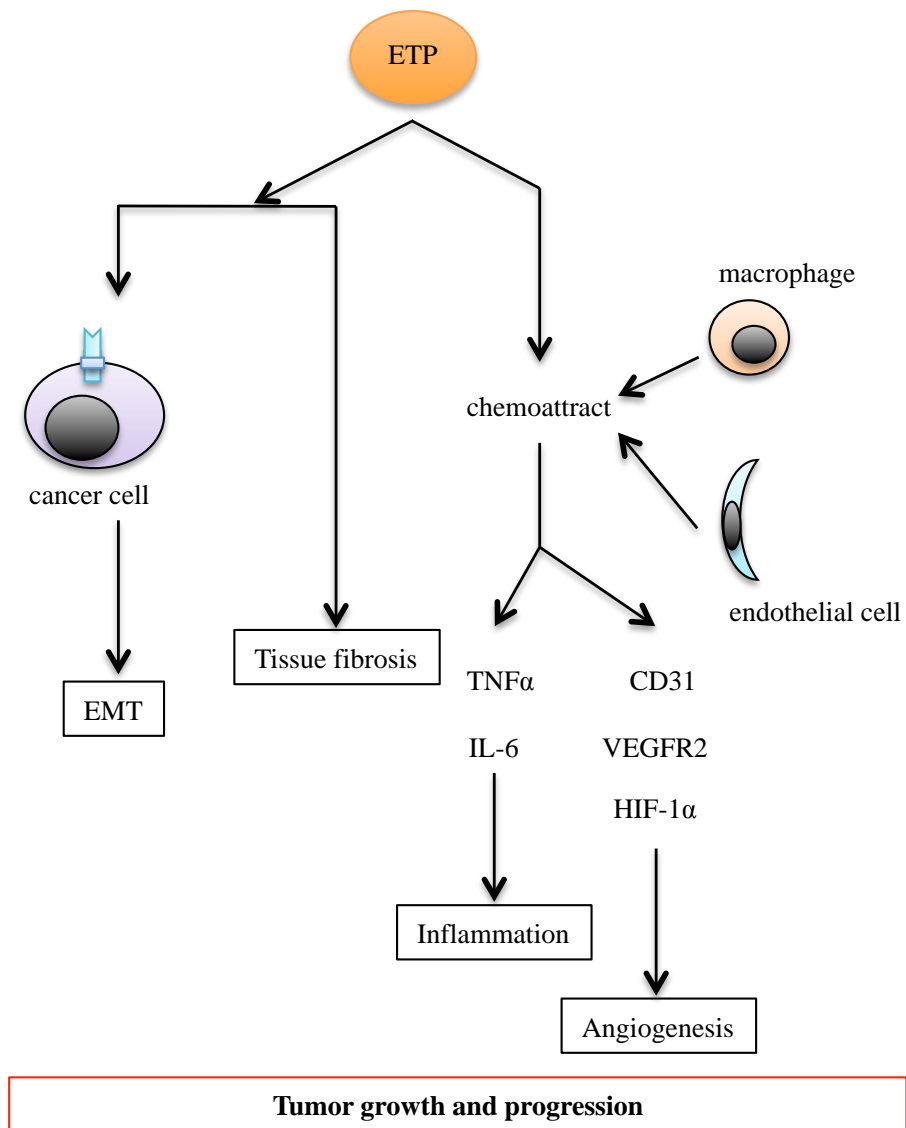 ETP
macrophage
chemoattract
cancer cell
endothelial cell
Tissue fibrosis
TNFα
CD31
EMT
IL-6
VEGFR2
HIF-1α
Inflammation
Angiogenesis
Tumor growth and progression